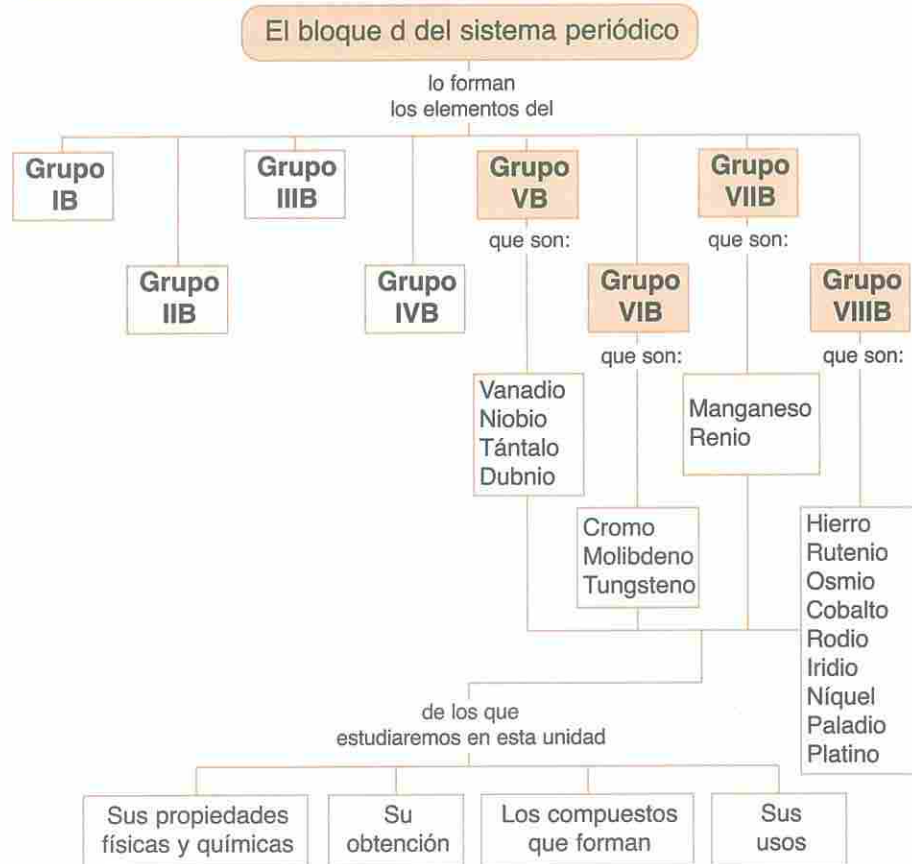 El bloque d del sistema periódico
lo forman
los elementos del
Grupo
IB
Grupo
IIB
Grupo
IIIB
Grupo
IVB
Grupo
VB
que son:
Vanadio
Niobio
Tántalo
Dubnio
Grupo
VIB
que son:
Cromo
Molibdeno
Tungsteno
Grupo
VIIB
que son:
Manganeso
Renio
Grupo
VIIIB
que son:
Hierro
Rutenio
Osmio
Cobalto
Rodio
Iridio
Níquel
Paladio
Platino
de los que
estudiaremos en esta unidad
Sus propiedades
físicas y químicas
Su
obtención
Los compuestos
que forman
Sus
usos